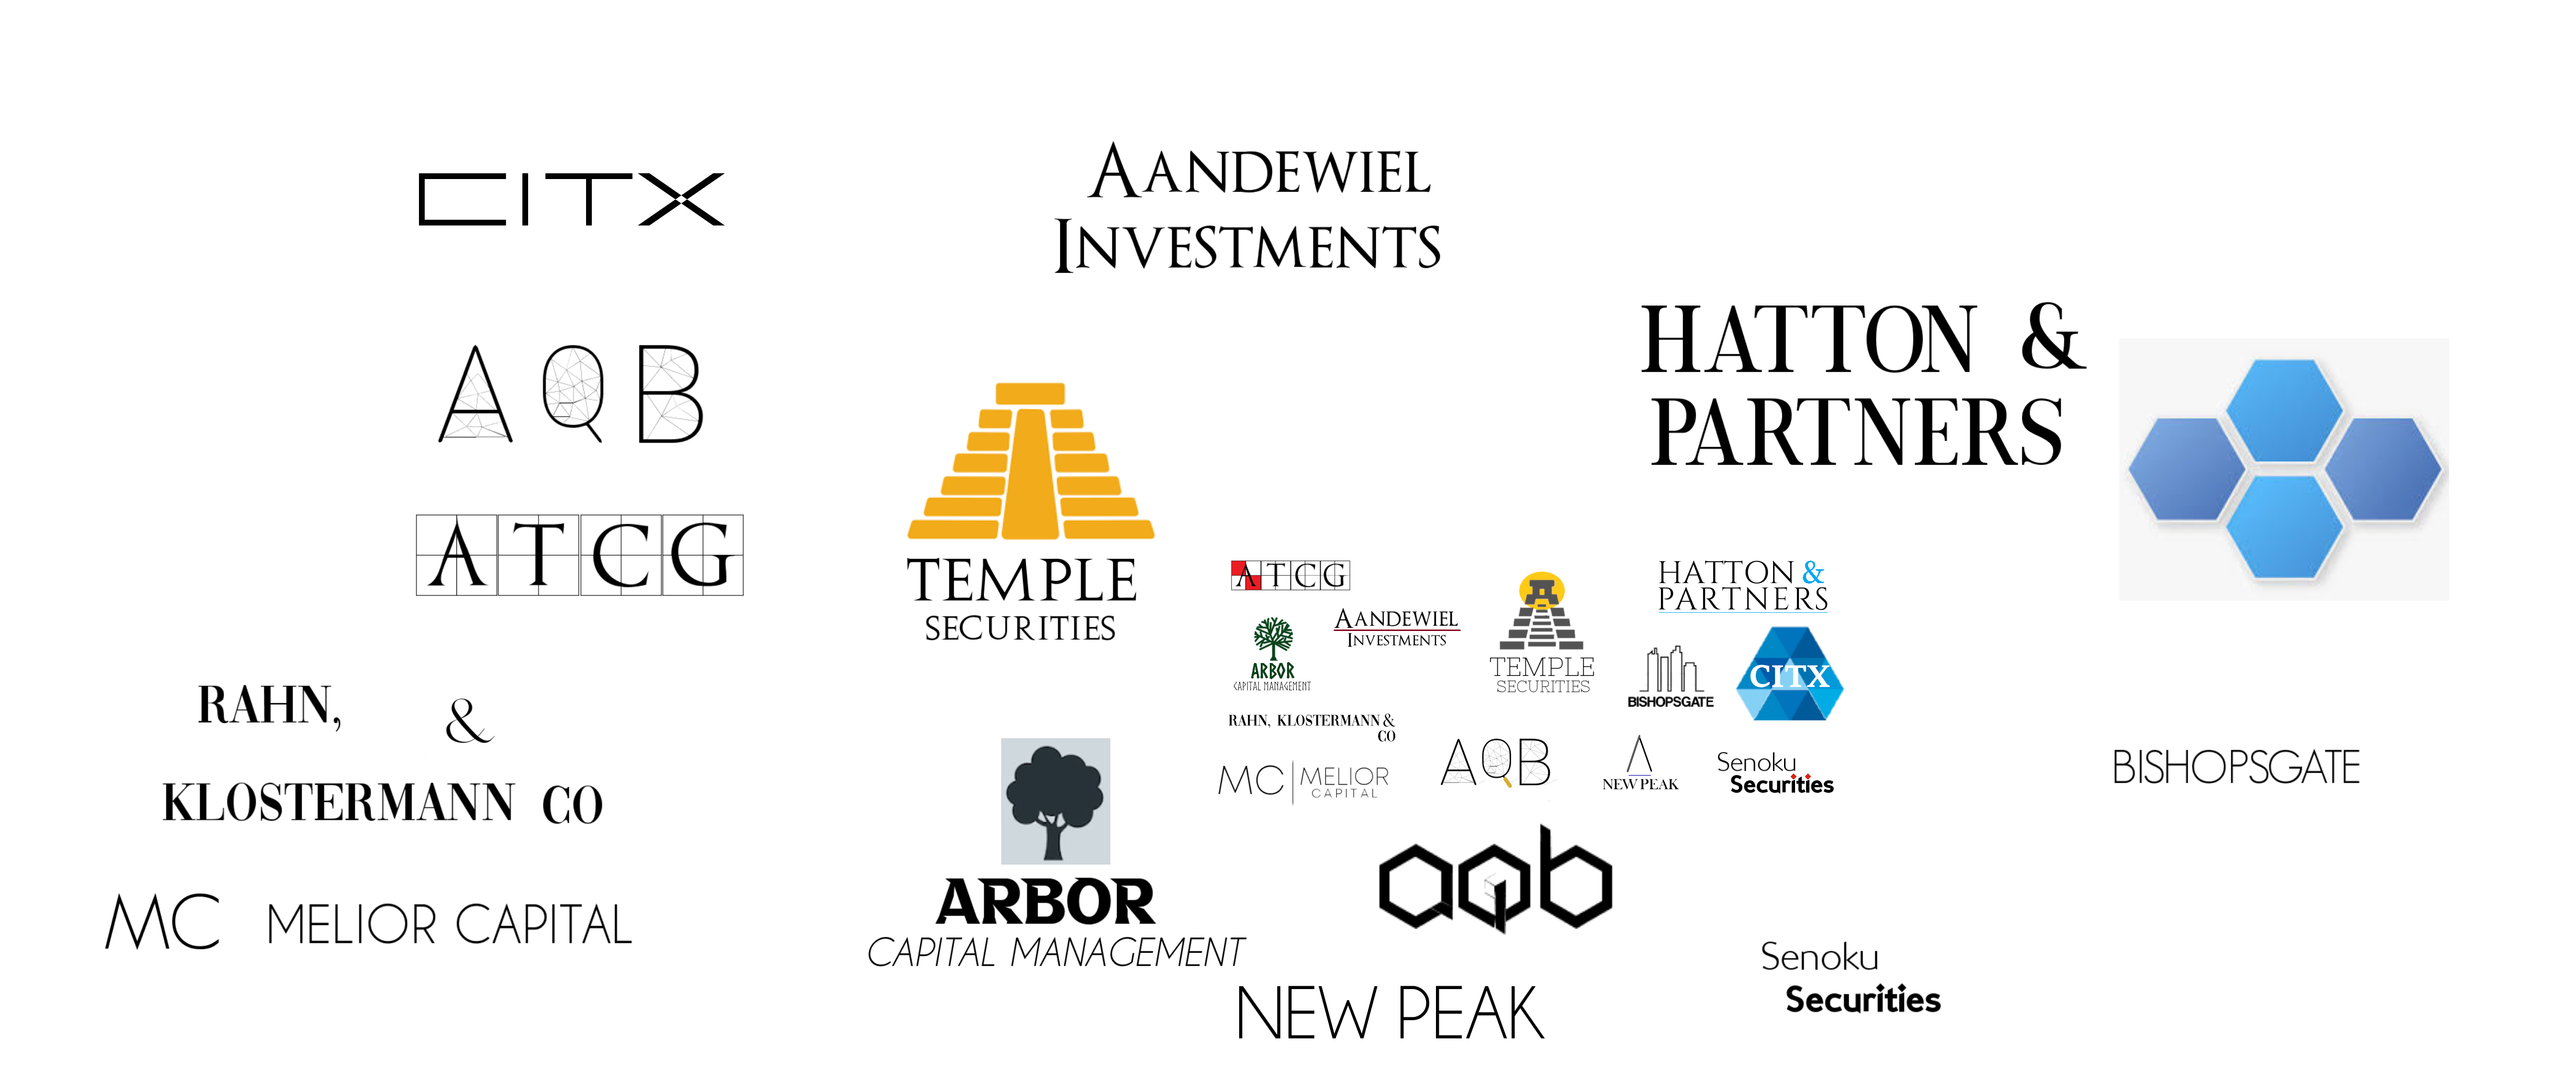 CITX
AANDEWIEL
INVESTMENTS
HATTON &
PARTNERS
AQB
ATCG
TEMPLE
SECURITIES
ATCG
HATTON &
PARTNERS
AANDEWIEL
INVESTMENTS
ARBOR
CAPITAL MANAGEMENT
TEMPLE
SECURITIES
BISHOPSGATE
CITX
RAHN,
&
KLOSTERMANN CO
RAHN, KLOSTERMANN &
CO
MC MELIOR
CAPITAL
AQB
NEW PEAK
Senoku
Securities
BISHOPSGATE
MC MELIOR CAPITAL
ARBOR
CAPITAL MANAGEMENT
aqb
NEW PEAK
Senoku
Securities